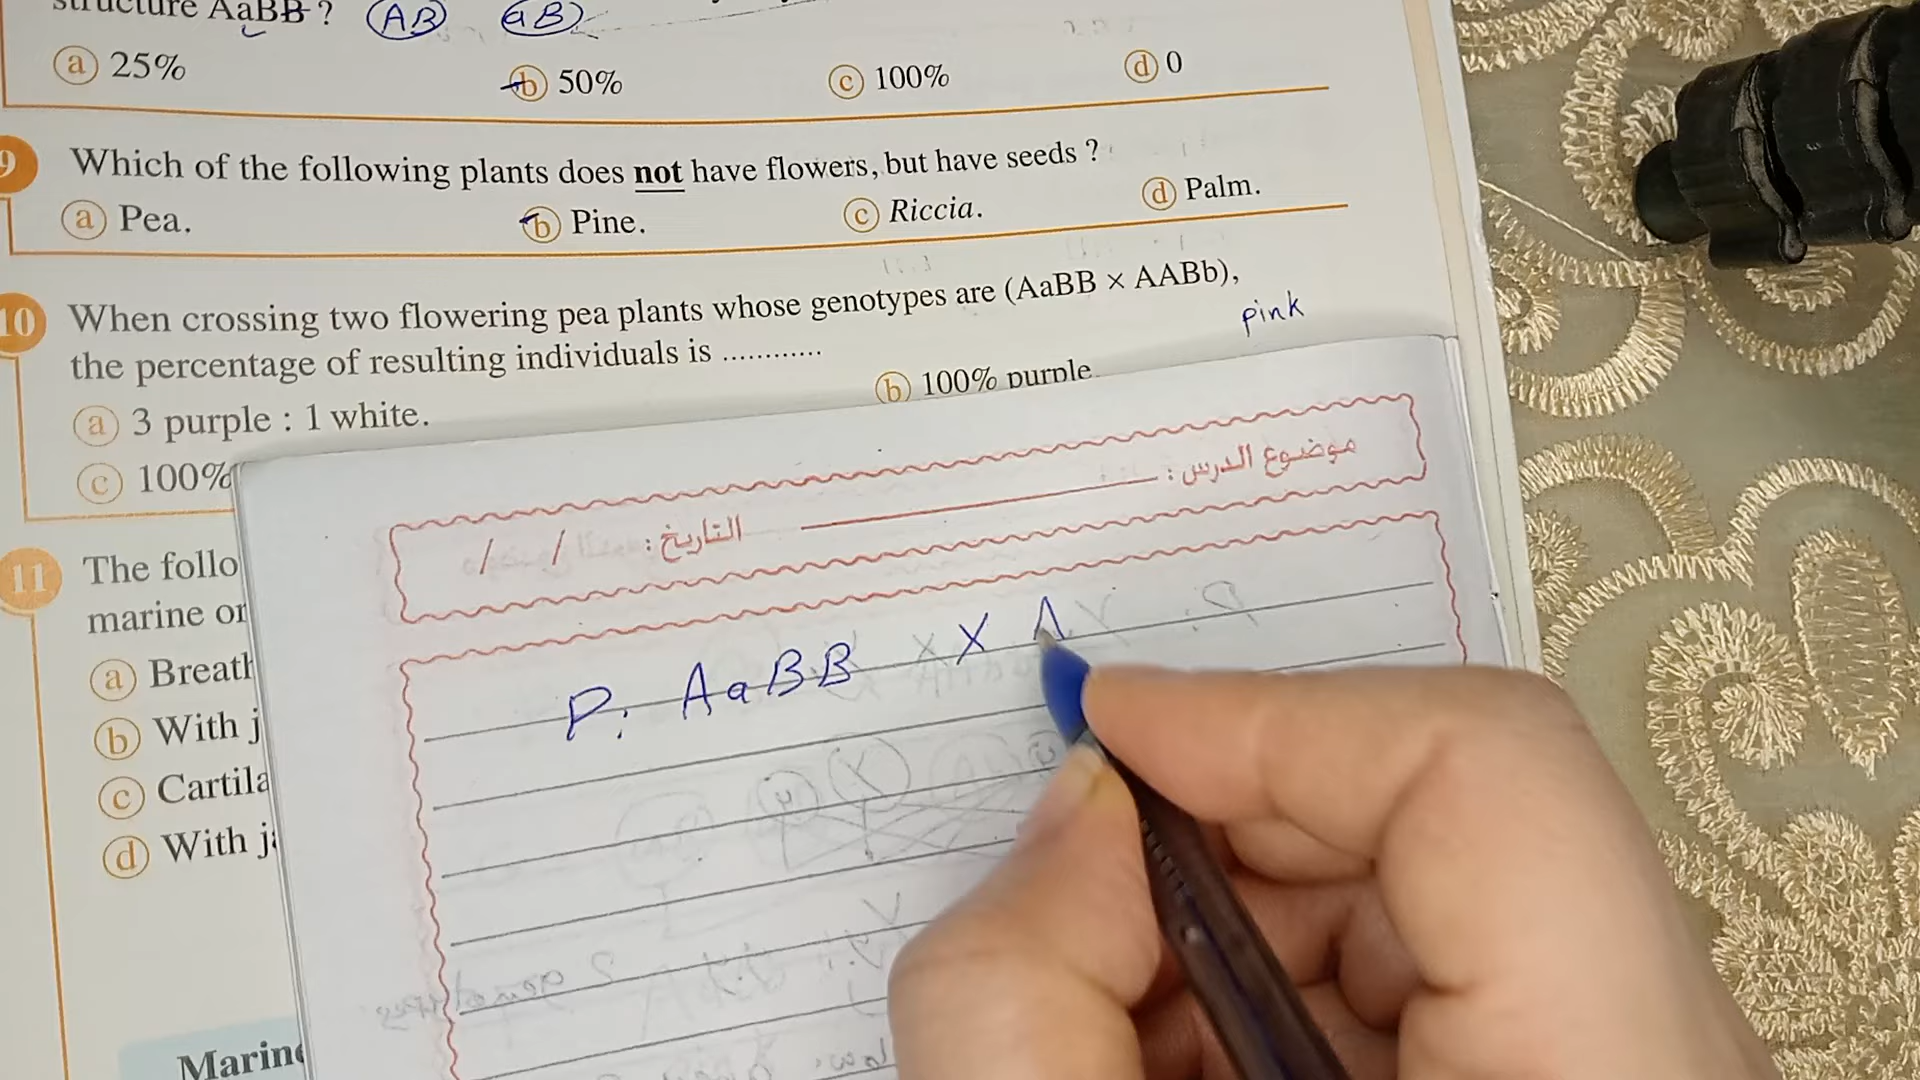 structure AaBB ? AB aB
a 25% b 50% c 100% d 0
9 Which of the following plants does not have flowers, but have seeds ?
a Pea. b Pine. c Riccia. d Palm.
10 When crossing two flowering pea plants whose genotypes are (AaBB × AABb),
pink
the percentage of resulting individuals is ............
a 3 purple : 1 white. b 100% purple
c 100%
موضوع الدرس :
التاريخ : / /
11 The follo
marine or
a Breath
b With j
c Cartila
d With ja
P: AaBB X A
Marine